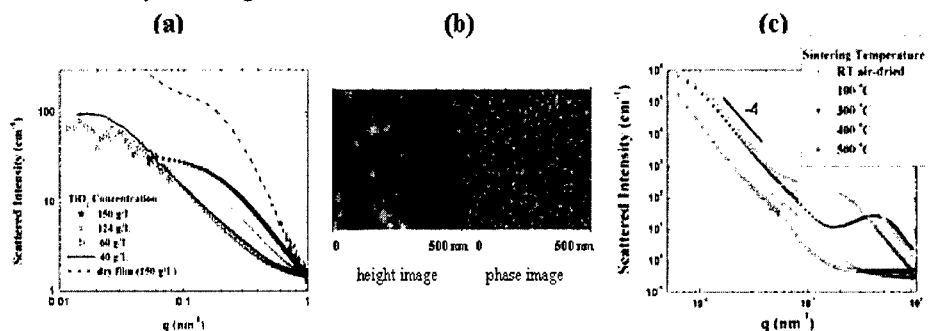 (a)
(b)
(c)
Scattered Intensity (cm⁻¹)
100
10
1
0.01
0.1
1
q (nm⁻¹)
TiO₂ Concentration
150 g/L
124 g/L
60 g/L
40 g/L
dry film (150 g/L)
0
500 nm.
0
500 nm.
height image
phase image
Scattered Intensity (cm⁻¹)
-4
q (nm⁻¹)
Sintering Temperature
RT air-dried
100 °C
300 °C
400 °C
500 °C